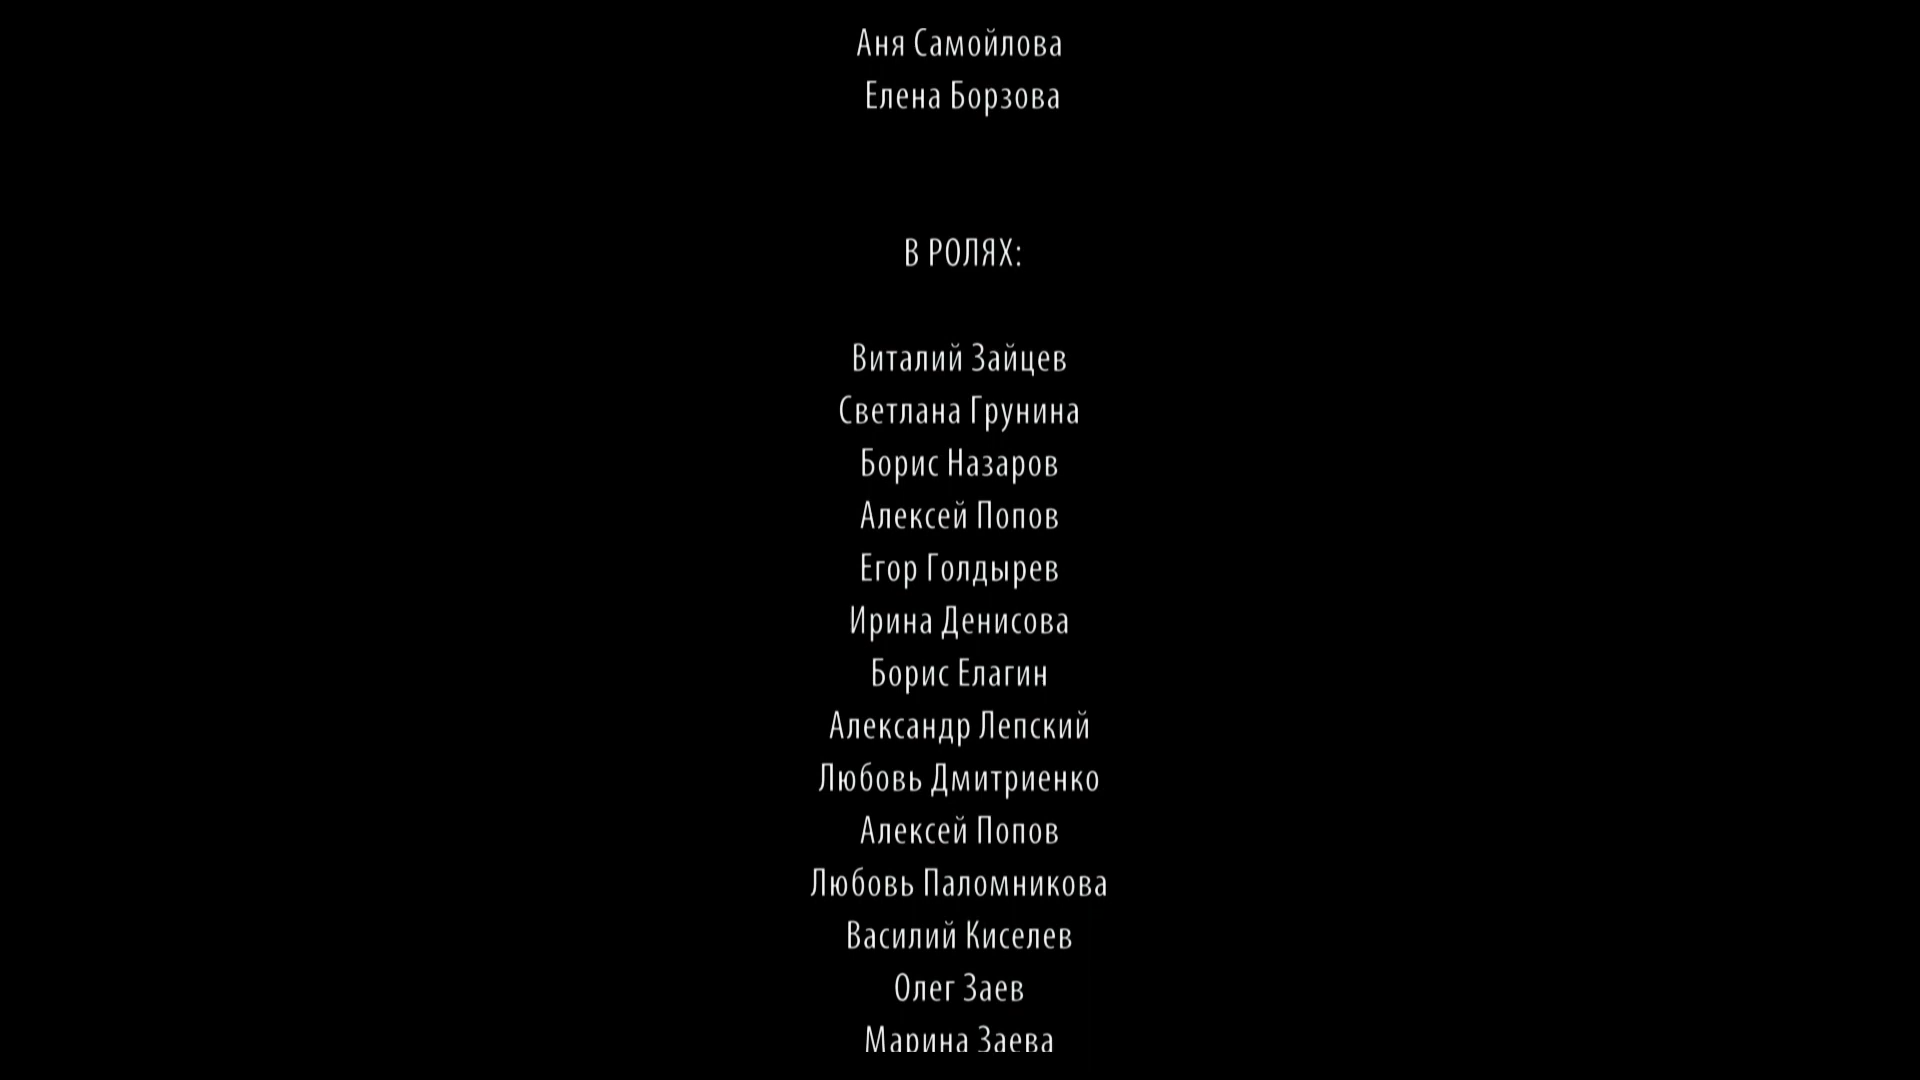 Аня Самойлова
Елена Борзова
В РОЛЯХ:
Виталий Зайцев
Светлана Грунина
Борис Назаров
Алексей Попов
Егор Голдырев
Ирина Денисова
Борис Елагин
Александр Лепский
Любовь Дмитриенко
Алексей Попов
Любовь Паломникова
Василий Киселев
Олег Заев
Марина Заева